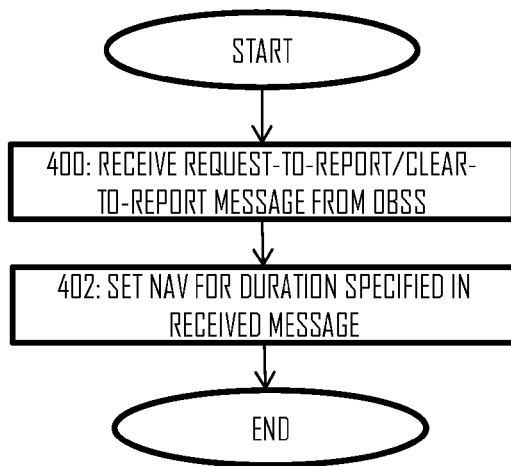 START
400: RECEIVE REQUEST-TO-REPORT/CLEAR-
TO-REPORT MESSAGE FROM OBSS
402: SET NAV FOR DURATION SPECIFIED IN
RECEIVED MESSAGE
END